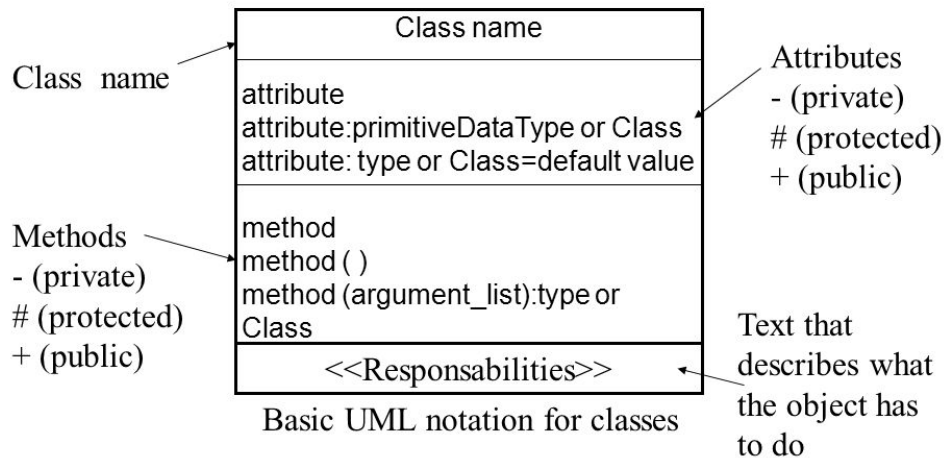 Class name
Class name
attribute
attribute:primitiveDataType or Class
attribute: type or Class=default value
Attributes
- (private)
# (protected)
+ (public)
Methods
- (private)
# (protected)
+ (public)
method
method ( )
method (argument_list):type or
Class
<<Responsabilities>>
Text that
describes what
the object has
to do
Basic UML notation for classes